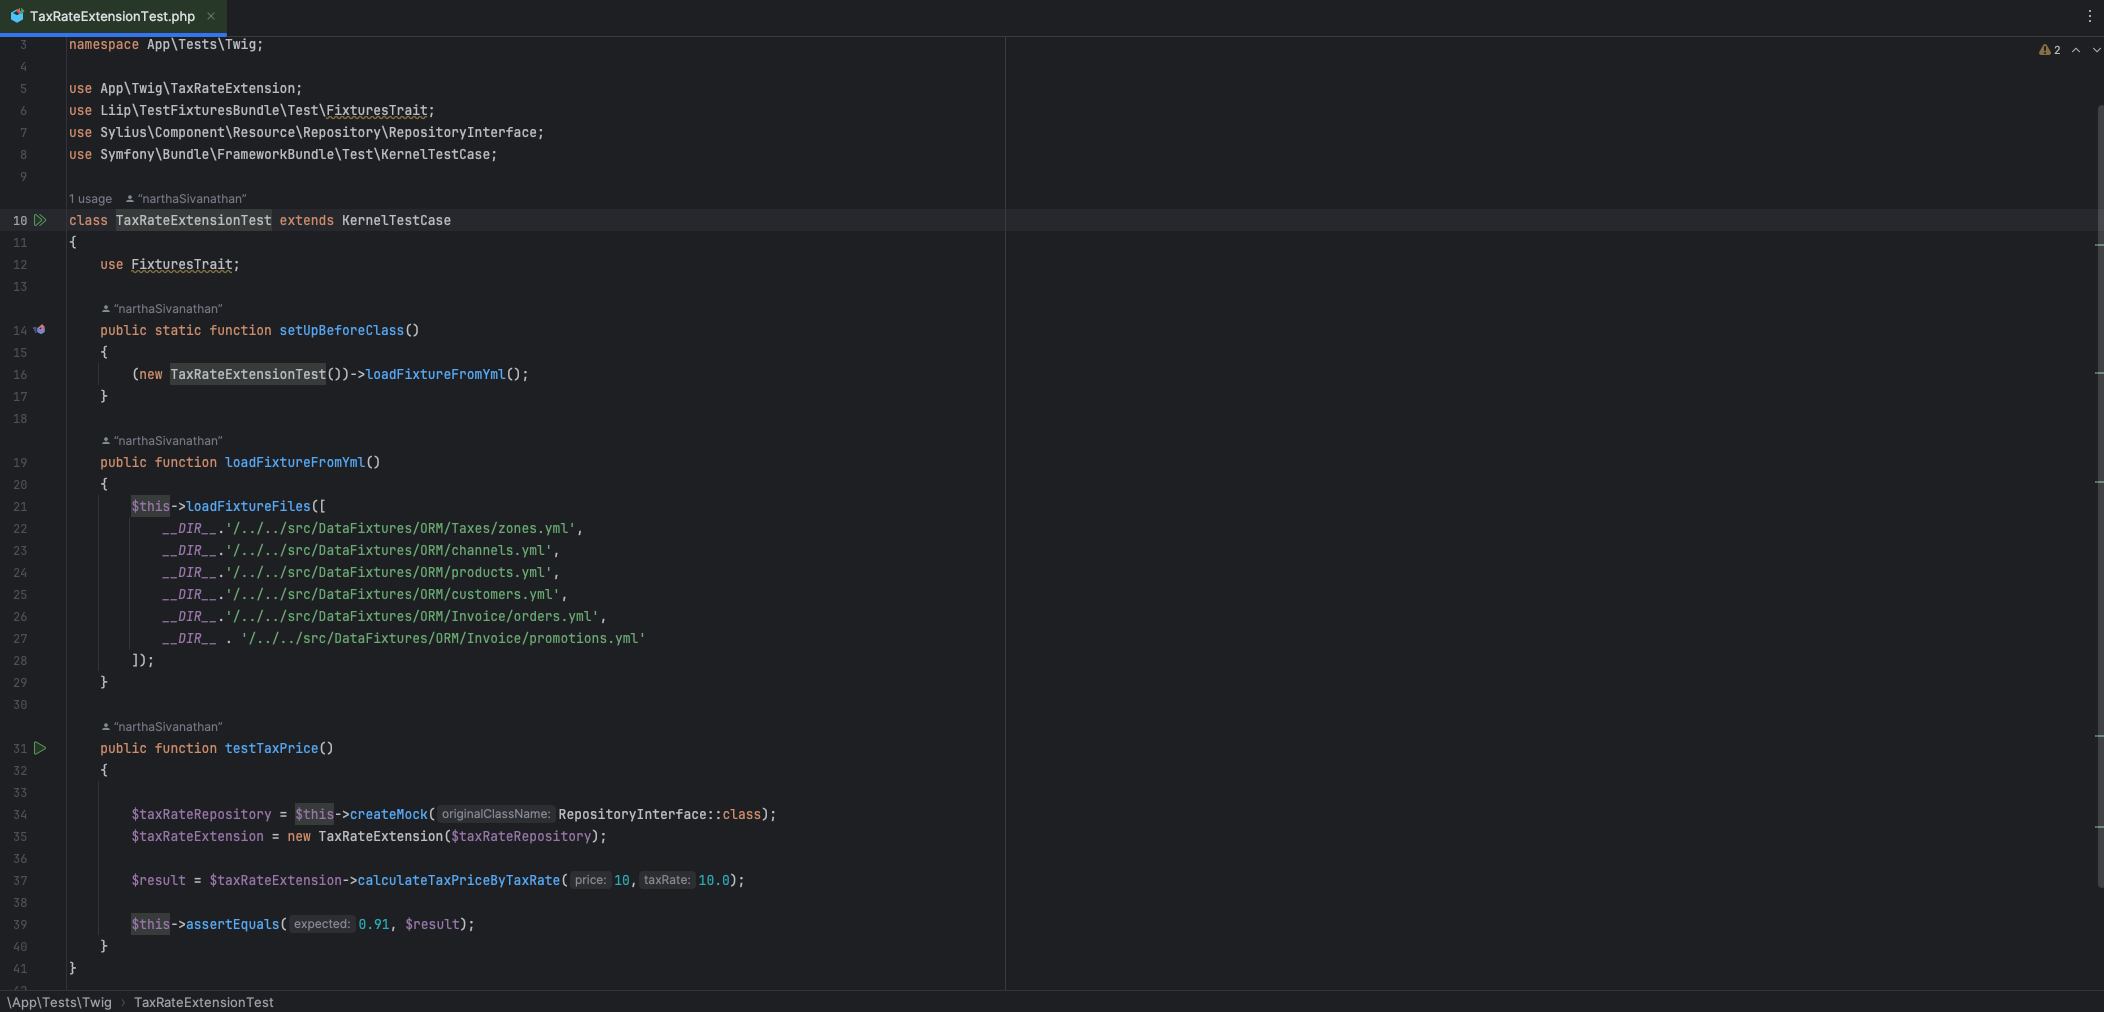 TaxRateExtensionTest.php
2
3 namespace App\Tests\Twig;
4
5 use App\Twig\TaxRateExtension;
6 use Liip\TestFixturesBundle\Test\FixturesTrait;
7 use Sylius\Component\Resource\Repository\RepositoryInterface;
8 use Symfony\Bundle\FrameworkBundle\Test\KernelTestCase;
9
1 usage "narthaSivanathan"
10 class TaxRateExtensionTest extends KernelTestCase
11 {
12 use FixturesTrait;
13
"narthaSivanathan"
14 public static function setUpBeforeClass()
15 {
16 (new TaxRateExtensionTest())->loadFixtureFromYml();
17 }
18
"narthaSivanathan"
19 public function loadFixtureFromYml()
20 {
21 $this->loadFixtureFiles([
22 __DIR__.'/../../src/DataFixtures/ORM/Taxes/zones.yml',
23 __DIR__.'/../../src/DataFixtures/ORM/channels.yml',
24 __DIR__.'/../../src/DataFixtures/ORM/products.yml',
25 __DIR__.'/../../src/DataFixtures/ORM/customers.yml',
26 __DIR__.'/../../src/DataFixtures/ORM/Invoice/orders.yml',
27 __DIR__ . '/../../src/DataFixtures/ORM/Invoice/promotions.yml'
28 ]);
29 }
30
"narthaSivanathan"
31 public function testTaxPrice()
32 {
33
34 $taxRateRepository = $this->createMock( originalClassName: RepositoryInterface::class);
35 $taxRateExtension = new TaxRateExtension($taxRateRepository);
36
37 $result = $taxRateExtension->calculateTaxPriceByTaxRate( price: 10, taxRate: 10.0);
38
39 $this->assertEquals( expected: 0.91, $result);
40 }
41 }
42
\App\Tests\Twig › TaxRateExtensionTest